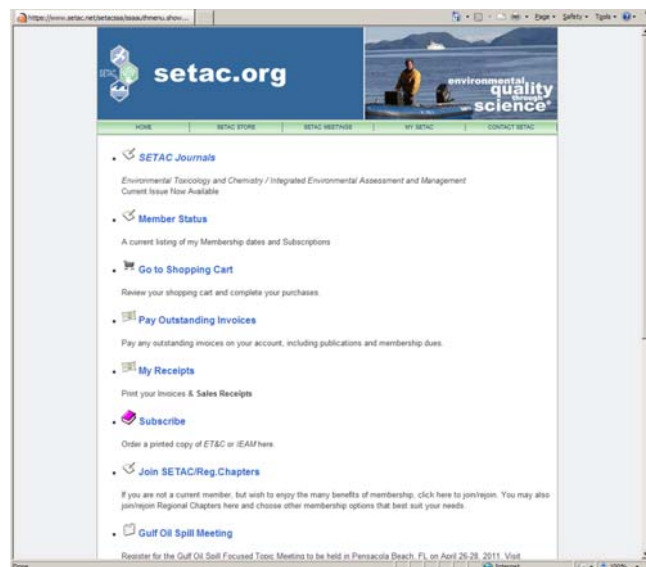 https://www.setac.net/setacssa/ssaauthmenu.show...
Page Safety Tools
SETAC
setac.org
environmental
quality
through
science®
HOME SETAC STORE SETAC MEETINGS MY SETAC CONTACT SETAC
SETAC Journals
Environmental Toxicology and Chemistry / Integrated Environmental Assessment and Management
Current Issue Now Available
Member Status
A current listing of my Membership dates and Subscriptions
Go to Shopping Cart
Review your shopping cart and complete your purchases.
Pay Outstanding Invoices
Pay any outstanding invoices on your account, including publications and membership dues.
My Receipts
Print your Invoices & Sales Receipts
Subscribe
Order a printed copy of ET&C or IEAM here.
Join SETAC/Reg.Chapters
If you are not a current member, but wish to enjoy the many benefits of membership, click here to join/rejoin. You may also
join/rejoin Regional Chapters here and choose other membership options that best suit your needs.
Gulf Oil Spill Meeting
Register for the Gulf Oil Spill Focused Topic Meeting to be held in Pensacola Beach, FL on April 26-28, 2011. Visit
Done Internet 100%